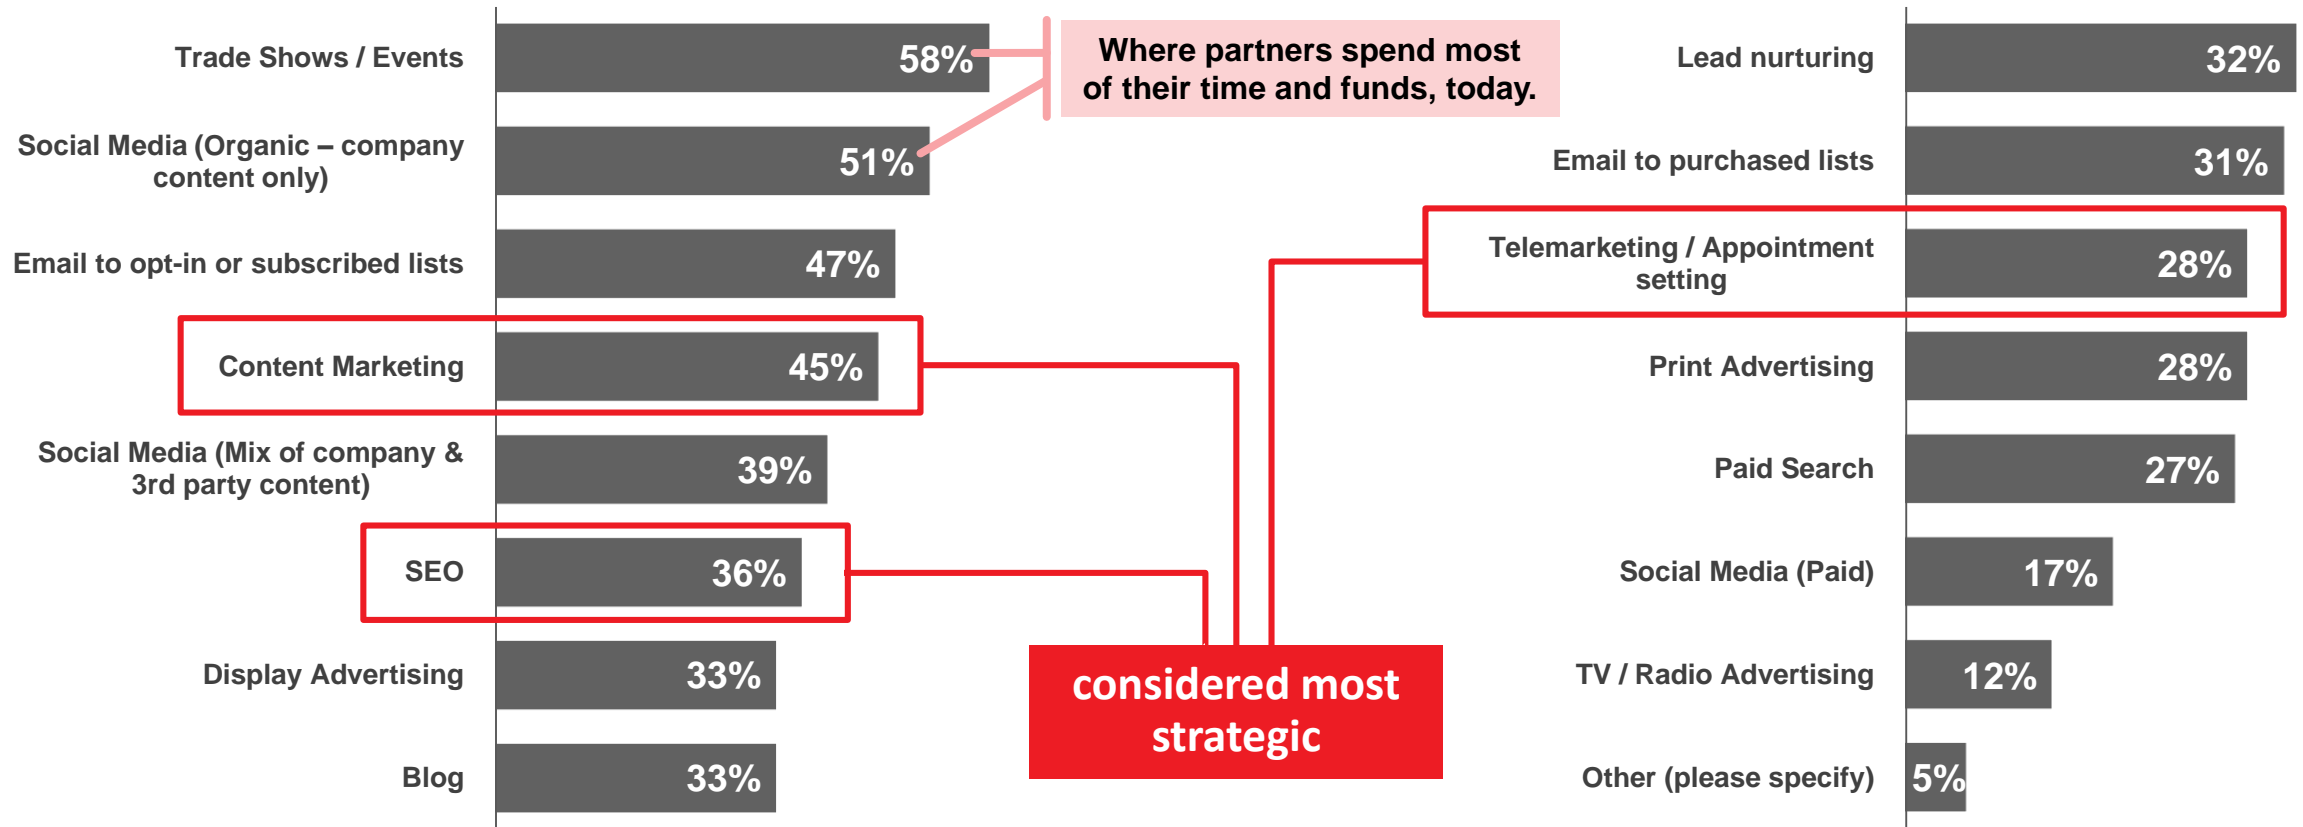 Trade Shows / Events
58%
Where partners spend most
of their time and funds, today.
Social Media (Organic – company
content only)
51%
Email to opt-in or subscribed lists
47%
Content Marketing
45%
Social Media (Mix of company &
3rd party content)
39%
SEO
36%
Display Advertising
33%
Blog
33%
considered most
strategic
Lead nurturing
32%
Email to purchased lists
31%
Telemarketing / Appointment
setting
28%
Print Advertising
28%
Paid Search
27%
Social Media (Paid)
17%
TV / Radio Advertising
12%
Other (please specify)
5%